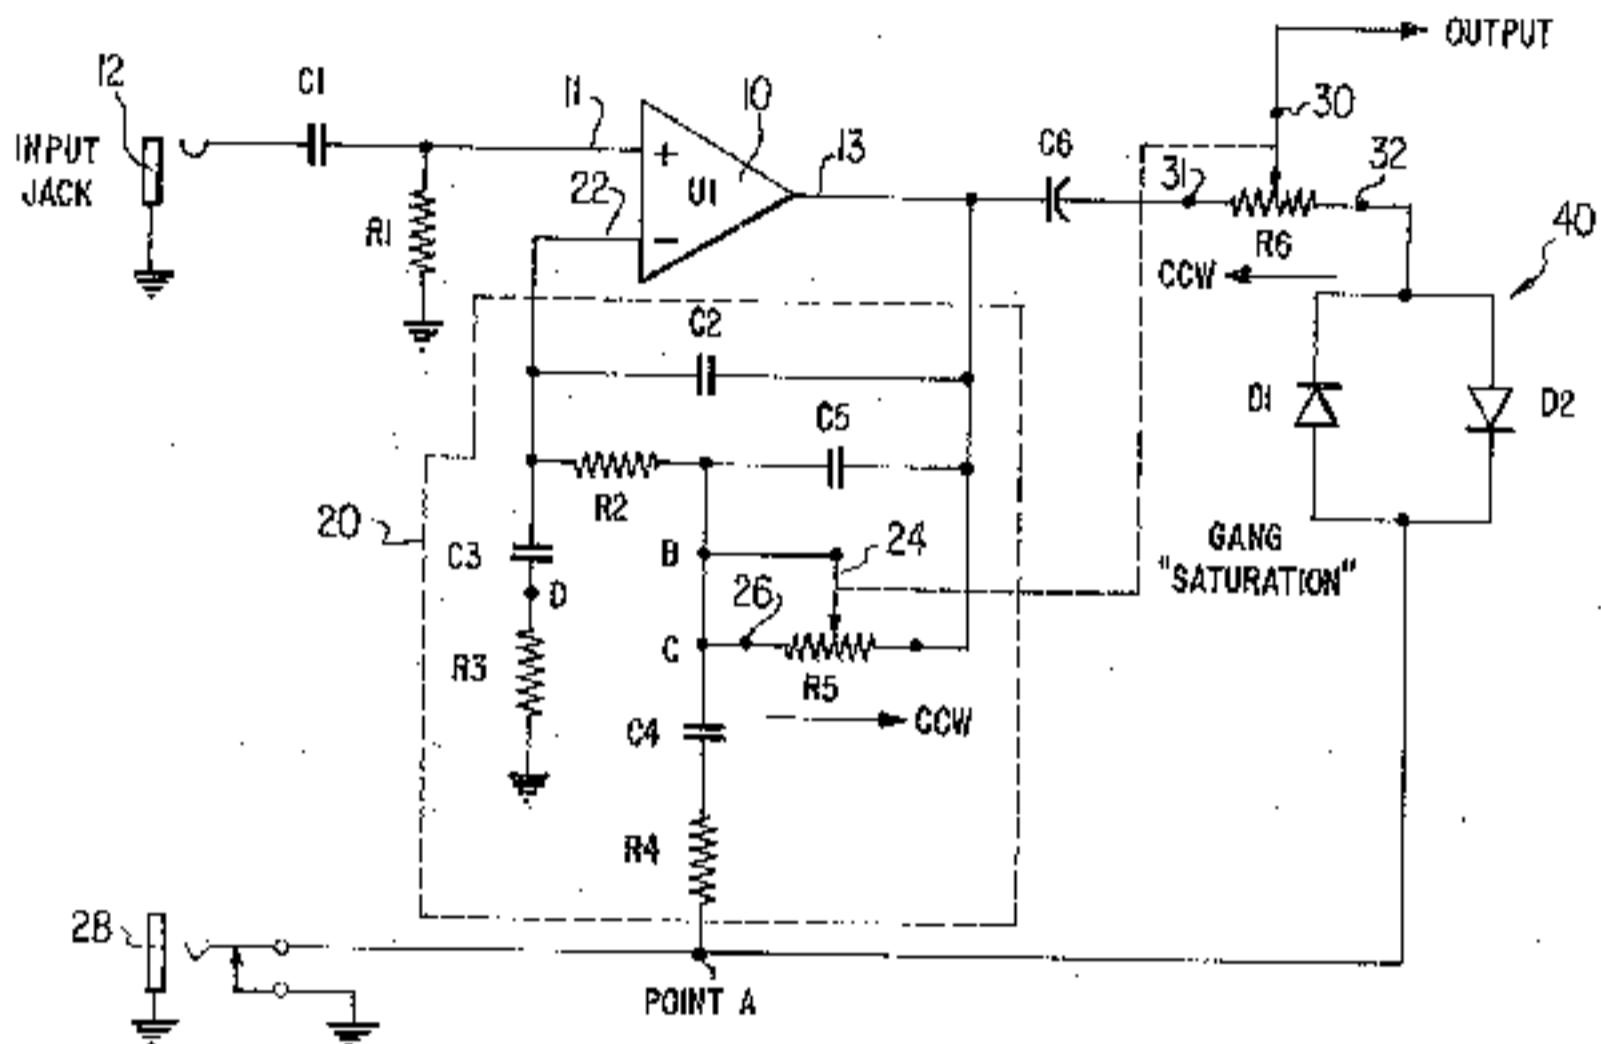 OUTPUT
12
C1
11
10
30
INPUT
JACK
+
U1
13
C6
31
32
R1
22
−
R6
40
CCW
C2
D1
D2
C5
20
R2
GANG
"SATURATION"
C3
B
24
D
26
R3
C
R5
CCW
C4
R4
28
POINT A